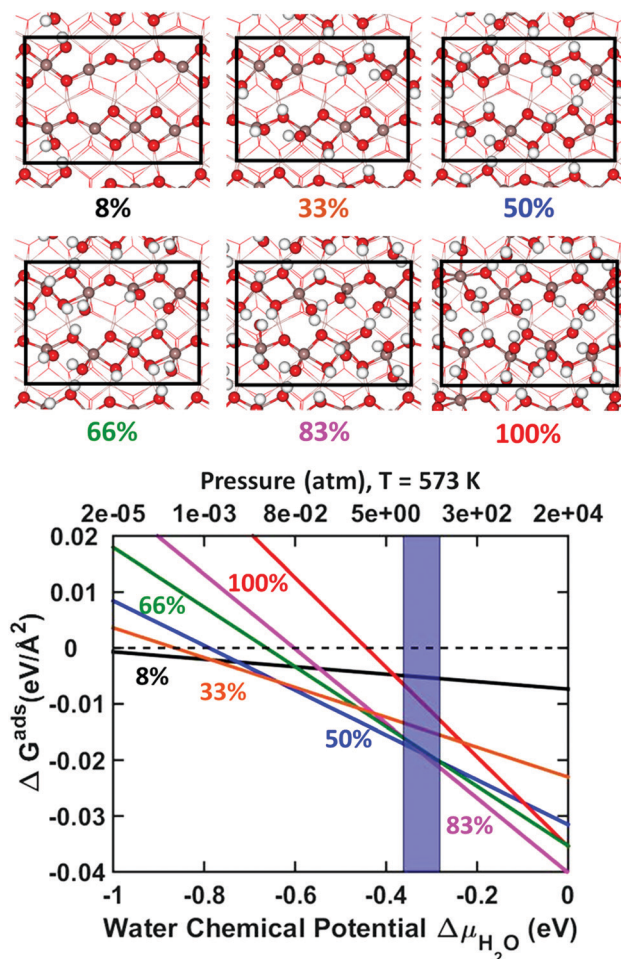 8% 33% 50%
66% 83% 100%
Pressure (atm), T = 573 K
2e-05 1e-03 8e-02 5e+00 3e+02 2e+04
0.02
0.01
0
-0.01
-0.02
-0.03
-0.04
Δ G^ads (eV/Å²)
100%
66%
8%
33%
50%
83%
-1 -0.8 -0.6 -0.4 -0.2 0
Water Chemical Potential Δμ_H₂O (eV)